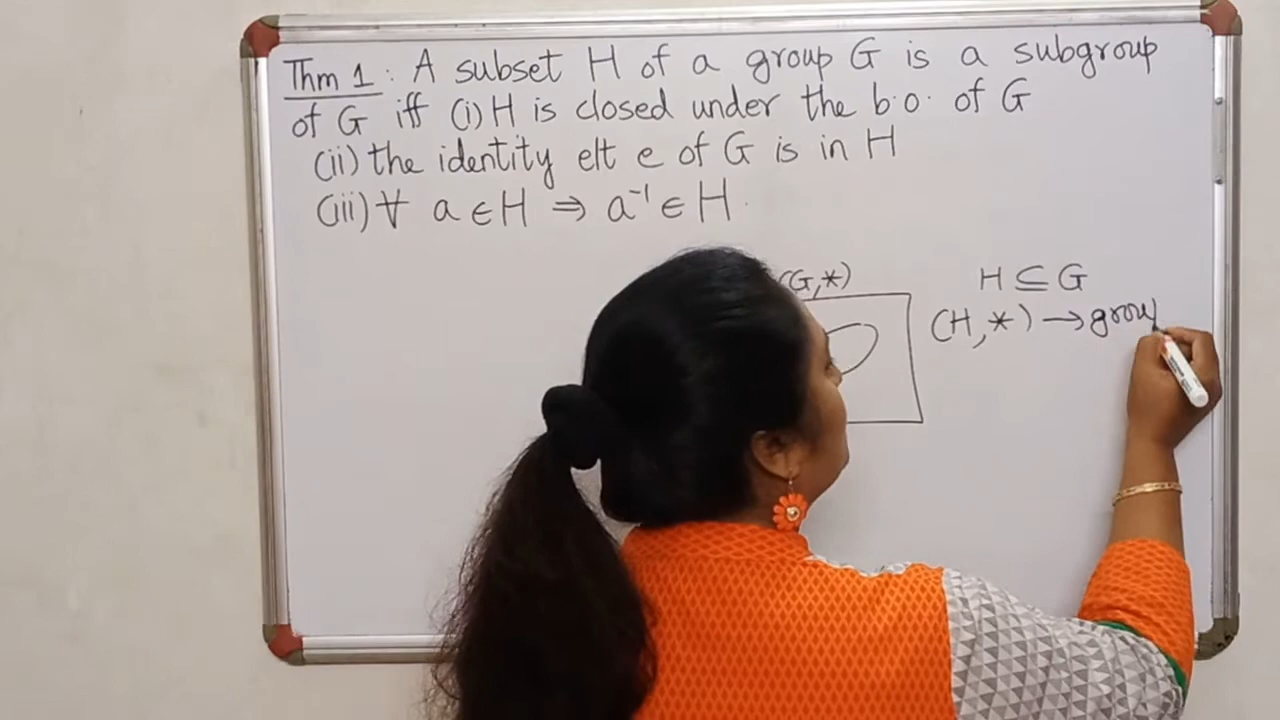 Thm 1 : A subset H of a group G is a subgroup
of G iff (i) H is closed under the b.o. of G
(ii) the identity elt e of G is in H
(iii) ∀ a ∈ H ⇒ a⁻¹ ∈ H.
(G,*)
H ⊆ G
(H,*) → group